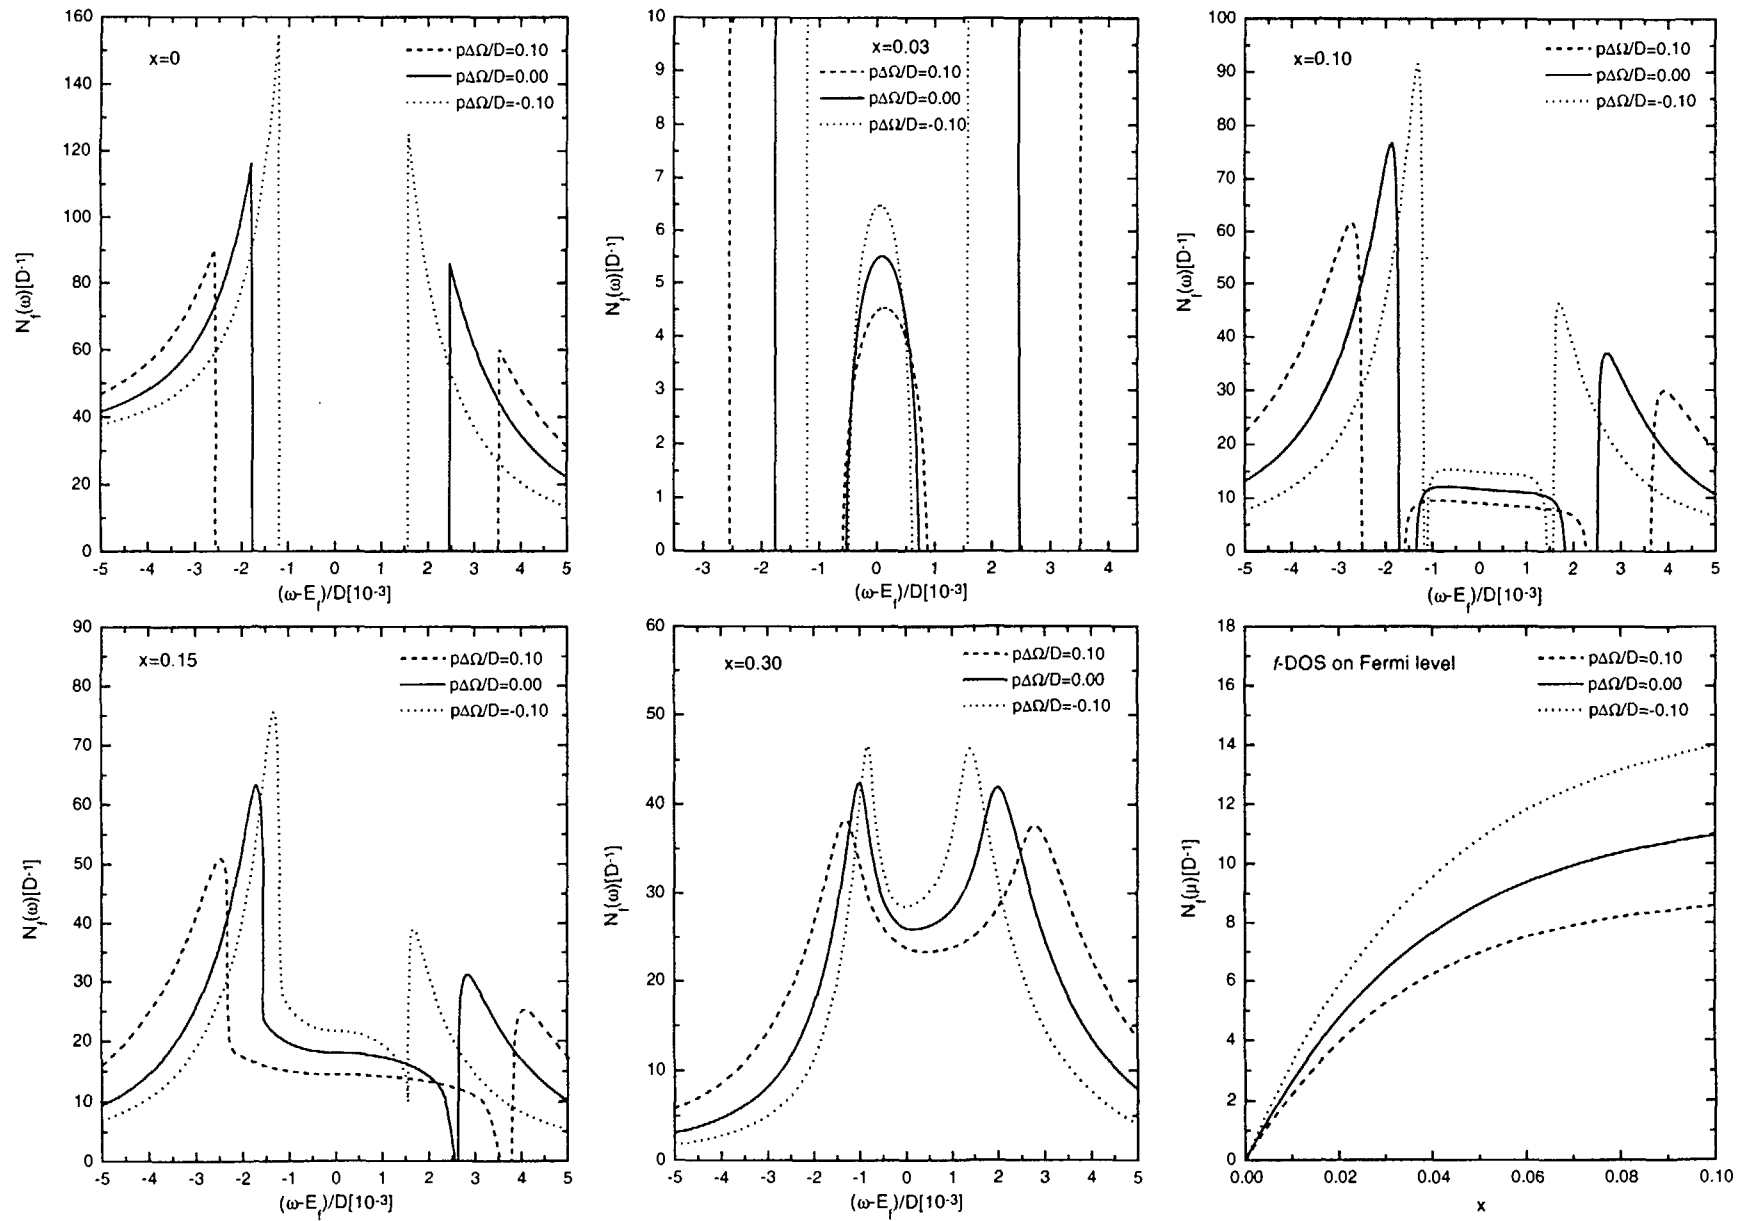 160
140
120
100
80
60
40
20
0
N_f(ω)[D⁻¹]
x=0
pΔΩ/D=0.10
pΔΩ/D=0.00
pΔΩ/D=-0.10
-5 -4 -3 -2 -1 0 1 2 3 4 5
(ω-E_f)/D[10⁻³]
10
9
8
7
6
5
4
3
2
1
0
N_f(ω)[D⁻¹]
x=0.03
pΔΩ/D=0.10
pΔΩ/D=0.00
pΔΩ/D=-0.10
-3 -2 -1 0 1 2 3 4
(ω-E_f)/D[10⁻³]
100
90
80
70
60
50
40
30
20
10
0
N_f(ω)[D⁻¹]
x=0.10
pΔΩ/D=0.10
pΔΩ/D=0.00
pΔΩ/D=-0.10
-5 -4 -3 -2 -1 0 1 2 3 4 5
(ω-E_f)/D[10⁻³]
90
80
70
60
50
40
30
20
10
0
N_f(ω)[D⁻¹]
x=0.15
pΔΩ/D=0.10
pΔΩ/D=0.00
pΔΩ/D=-0.10
-5 -4 -3 -2 -1 0 1 2 3 4 5
(ω-E_f)/D[10⁻³]
60
50
40
30
20
10
0
N_f(ω)[D⁻¹]
x=0.30
pΔΩ/D=0.10
pΔΩ/D=0.00
pΔΩ/D=-0.10
-5 -4 -3 -2 -1 0 1 2 3 4 5
(ω-E_f)/D[10⁻³]
18
16
14
12
10
8
6
4
2
0
N_f(μ)[D⁻¹]
f-DOS on Fermi level
pΔΩ/D=0.10
pΔΩ/D=0.00
pΔΩ/D=-0.10
0.00 0.02 0.04 0.06 0.08 0.10
x